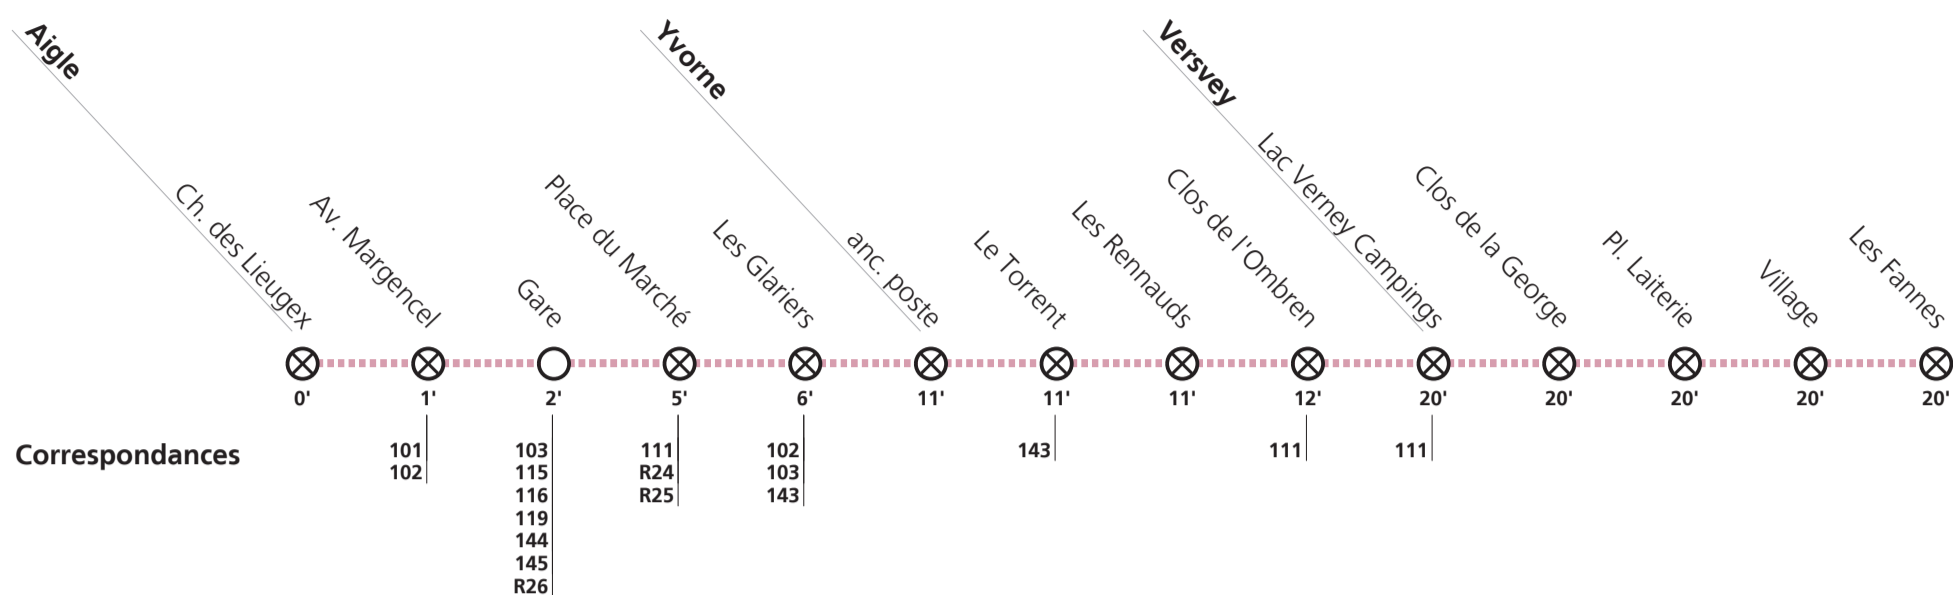 Aigle
Ch. des Lieugex
Av. Margencel
Gare
Place du Marché
Les Glariers
Yvorne
anc. poste
Le Torrent
Les Rennauds
Clos de l'Ombren
Versvey
Lac Verney Campings
Clos de la George
Pl. Laiterie
Village
Les Fannes
0' 1' 2' 5' 6' 11' 11' 11' 12' 20' 20' 20' 20' 20'
Correspondances
101
102
103
115
116
119
144
145
R26
111
R24
R25
102
103
143
143
111
111